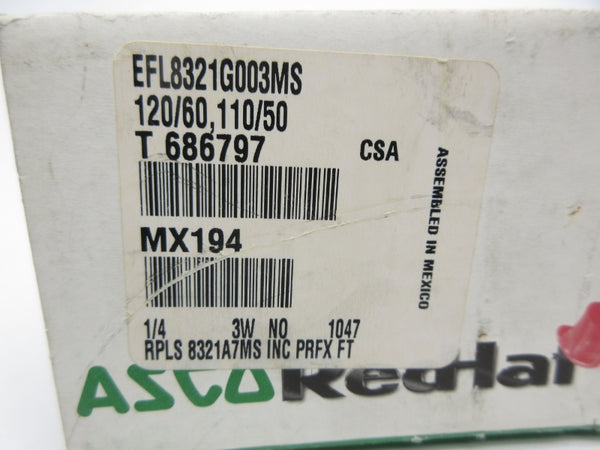 EFL8321G003MS
120/60,110/50
T 686797 CSA
ASSEMBLED IN MEXICO
MX194
1/4 3W NO 1047
RPLS 8321A7MS INC PRFX FT
ASCO RedHat